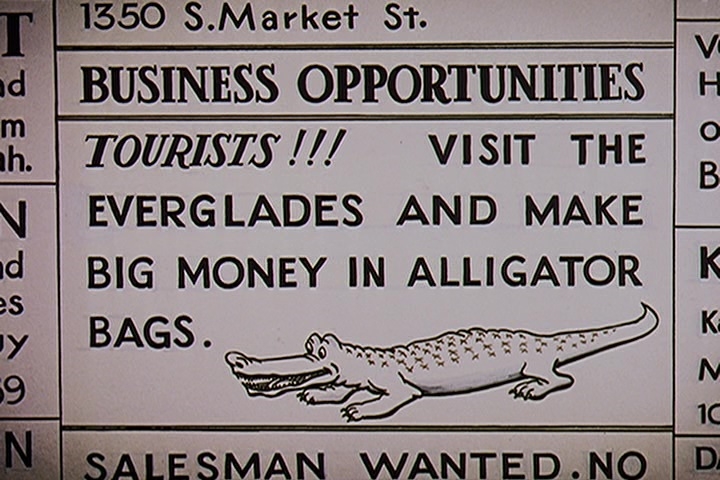 1350 S.Market St.
BUSINESS OPPORTUNITIES
TOURISTS!!! VISIT THE
EVERGLADES AND MAKE
BIG MONEY IN ALLIGATOR
BAGS.
SALESMAN WANTED.NO